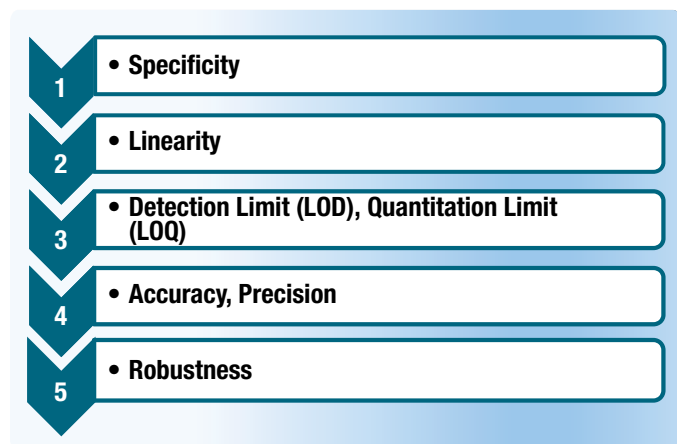 1
• Specificity
2
• Linearity
3
• Detection Limit (LOD), Quantitation Limit
(LOQ)
4
• Accuracy, Precision
5
• Robustness